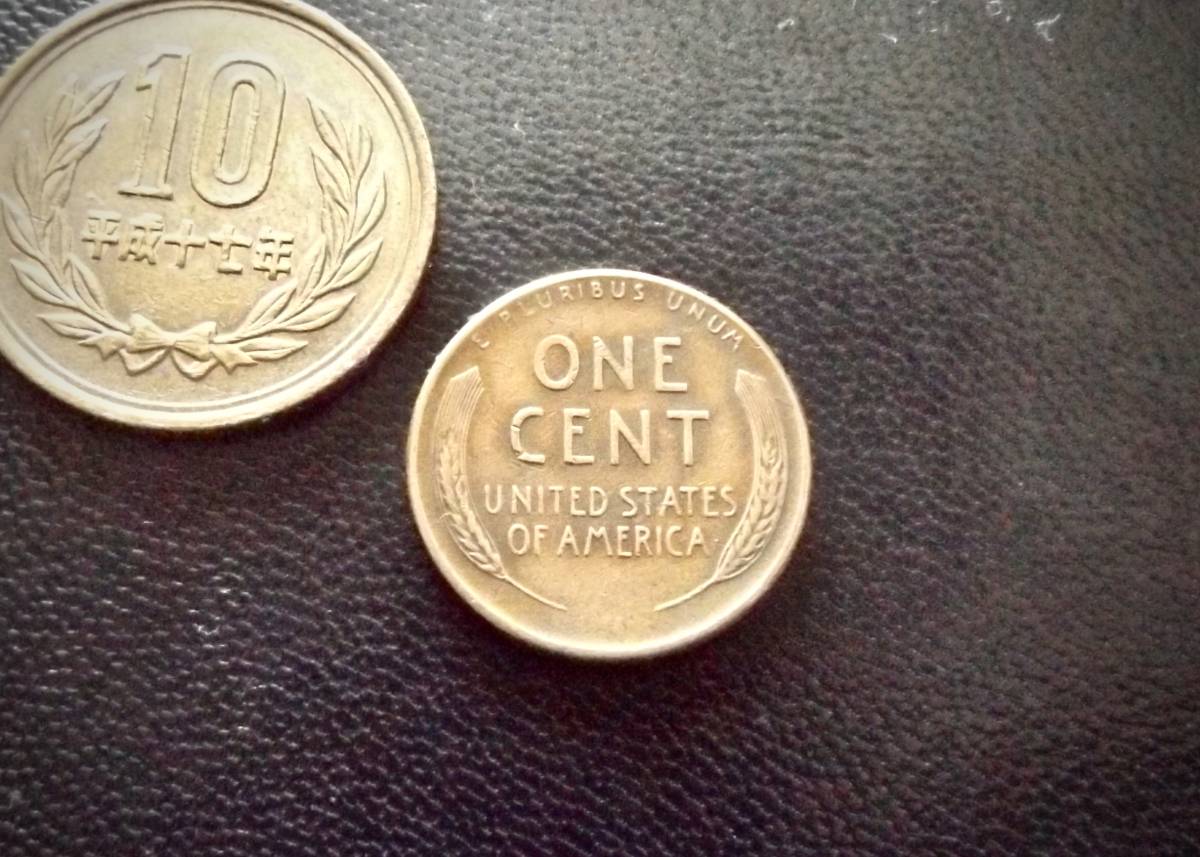 10
平成十七年
E PLURIBUS UNUM
ONE
CENT
UNITED STATES
OF AMERICA